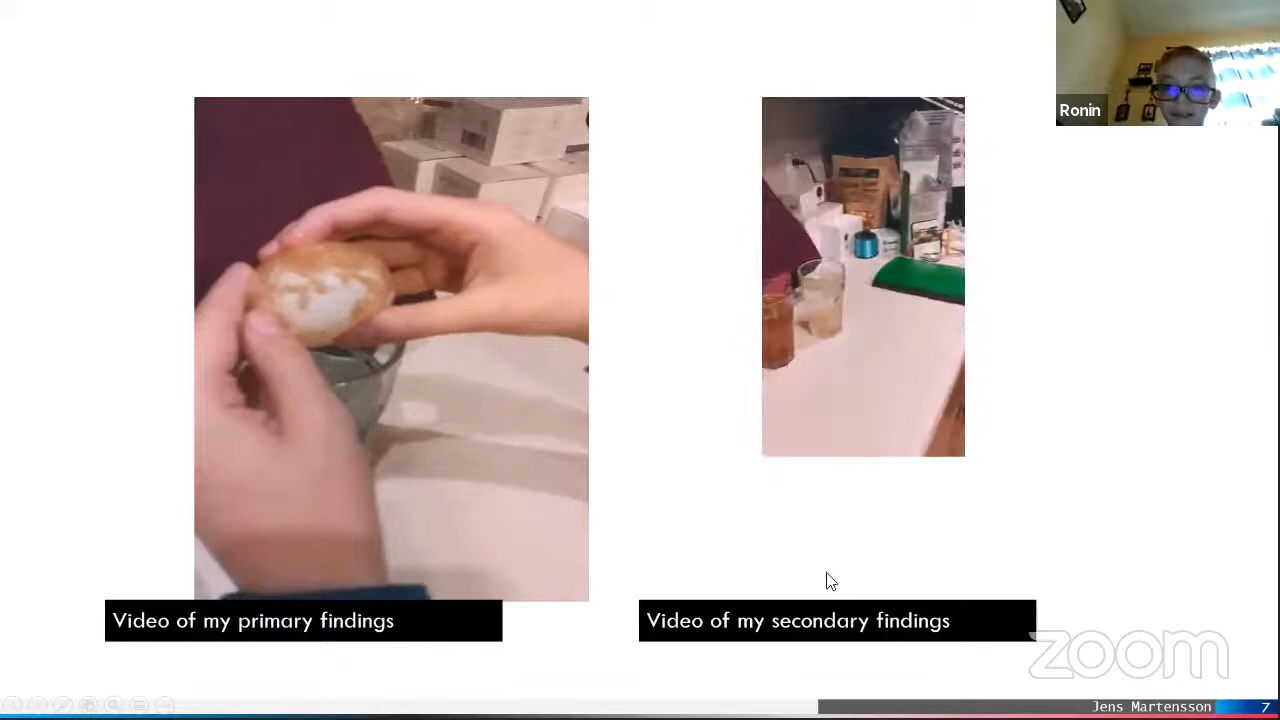 Ronin
Video of my primary findings
Video of my secondary findings
zoom
Jens Martensson
7